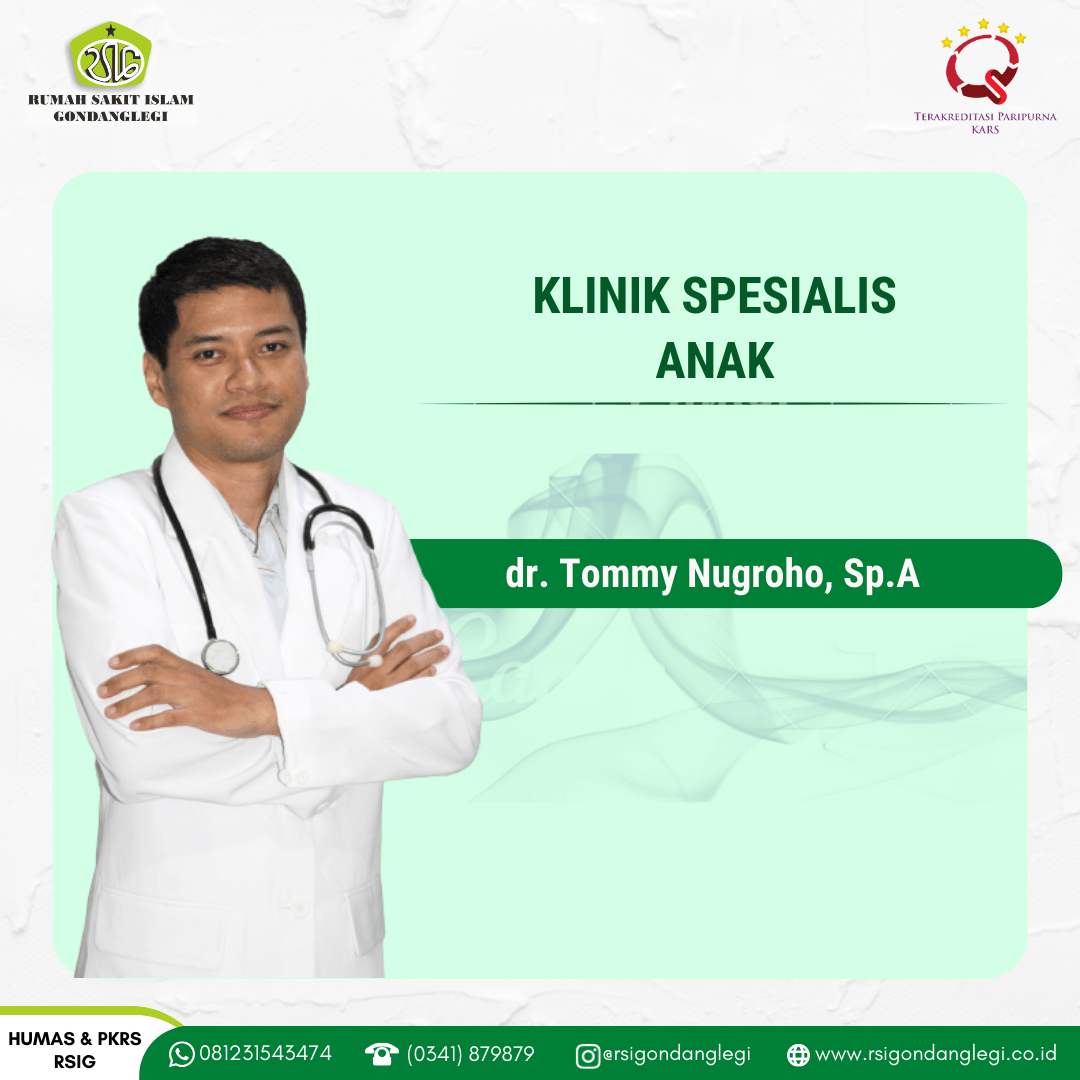 RSIG
RUMAH SAKIT ISLAM
GONDANGLEGI
TERAKREDITASI PARIPURNA
KARS
KLINIK SPESIALIS
ANAK
dr. Tommy Nugroho, Sp.A
HUMAS & PKRS
RSIG
081231543474
(0341) 879879
@rsigondanglegi
www.rsigondanglegi.co.id